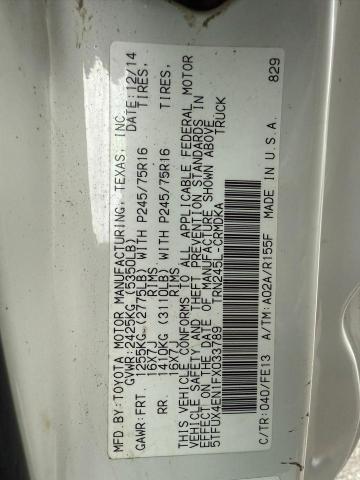 MFD.BY:TOYOTA MOTOR MANUFACTURING, TEXAS, INC.
GVWR:2425KG (5350LB) DATE:12/14
GAWR:FRT. 1255KG (2775LB) WITH P245/75R16 TIRES,
16X7J RIMS
RR. 1410KG (3110LB) WITH P245/75R16 TIRES,
16X7J RIMS
THIS VEHICLE CONFORMS TO ALL APPLICABLE FEDERAL MOTOR
VEHICLE SAFETY AND THEFT PREVENTION STANDARDS IN
EFFECT ON THE DATE OF MANUFACTURE SHOWN ABOVE.
5TFUX4EN1FX033789 TRUCK
TRN245L-CRMDKA
C/TR:040/FE13 A/TM:A02A/R155F
MADE IN U.S.A. 829